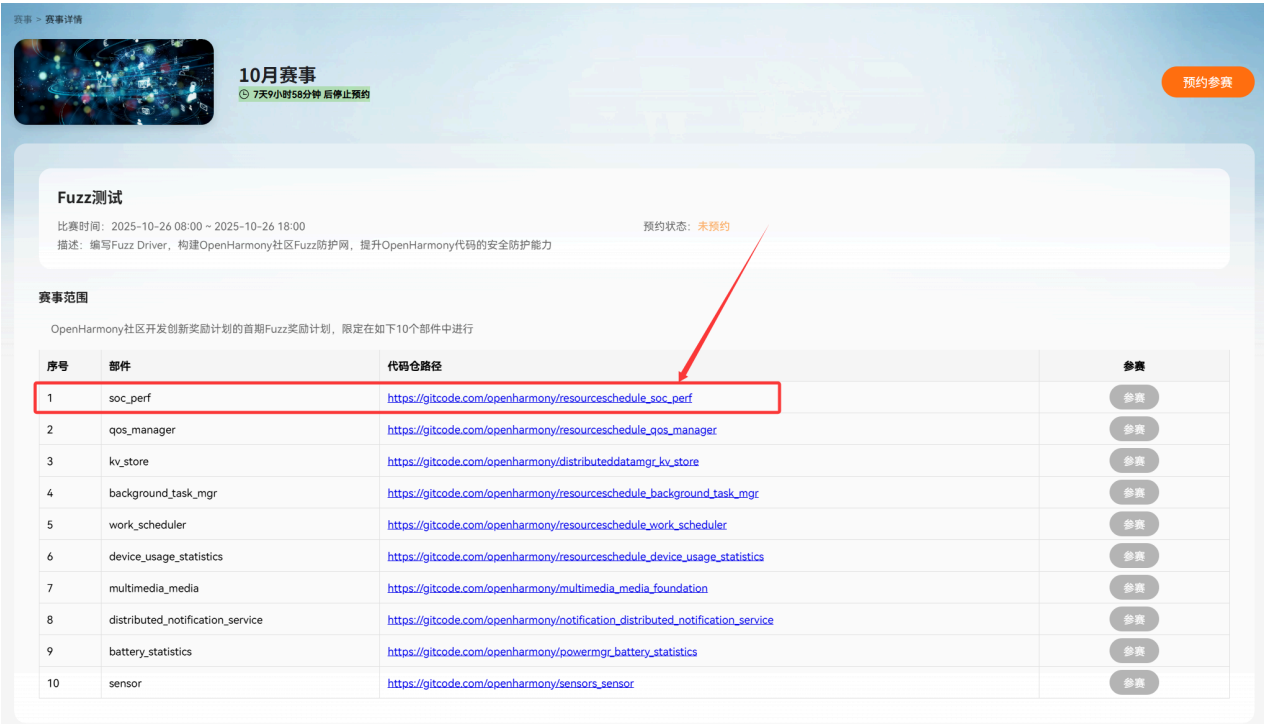 赛事 > 赛事详情
10月赛事
7天9小时58分钟 后停止预约
预约参赛
Fuzz测试
比赛时间： 2025-10-26 08:00 ~ 2025-10-26 18:00 预约状态： 未预约
描述： 编写Fuzz Driver，构建OpenHarmony社区Fuzz防护网，提升OpenHarmony代码的安全防护能力
赛事范围
OpenHarmony社区开发创新奖励计划的首期Fuzz奖励计划，限定在如下10个部件中进行
序号 部件 代码仓路径 参赛
1 soc_perf https://gitcode.com/openharmony/resourceschedule_soc_perf 参赛
2 qos_manager https://gitcode.com/openharmony/resourceschedule_qos_manager 参赛
3 kv_store https://gitcode.com/openharmony/distributeddatamgr_kv_store 参赛
4 background_task_mgr https://gitcode.com/openharmony/resourceschedule_background_task_mgr 参赛
5 work_scheduler https://gitcode.com/openharmony/resourceschedule_work_scheduler 参赛
6 device_usage_statistics https://gitcode.com/openharmony/resourceschedule_device_usage_statistics 参赛
7 multimedia_media https://gitcode.com/openharmony/multimedia_media_foundation 参赛
8 distributed_notification_service https://gitcode.com/openharmony/notification_distributed_notification_service 参赛
9 battery_statistics https://gitcode.com/openharmony/powermgr_battery_statistics 参赛
10 sensor https://gitcode.com/openharmony/sensors_sensor 参赛